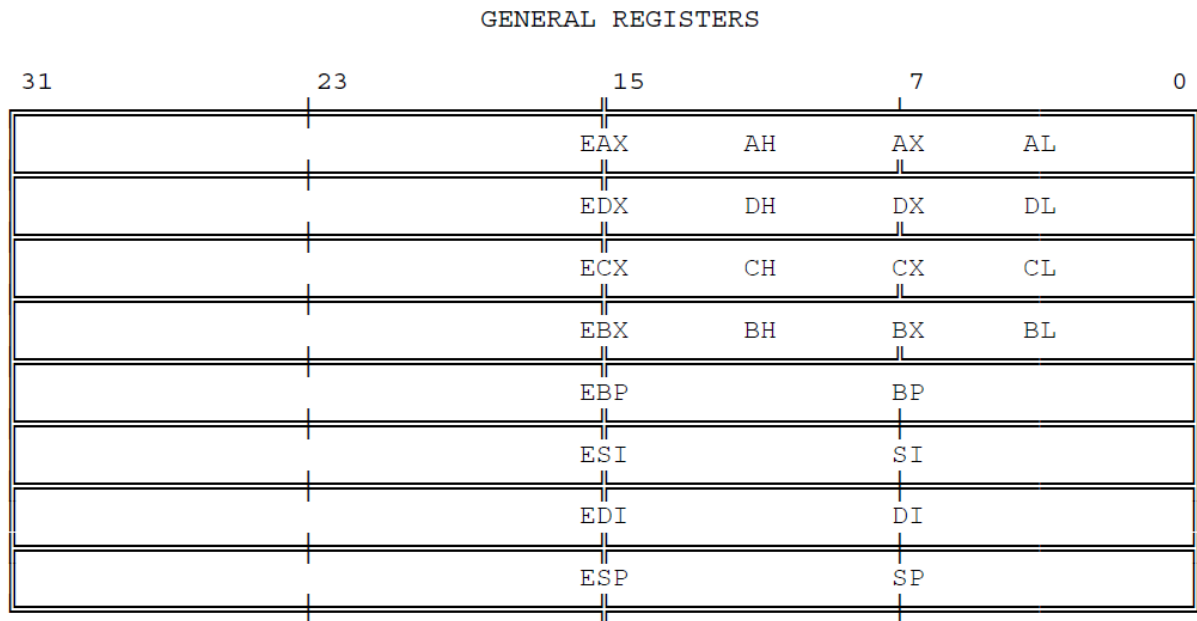 GENERAL REGISTERS
31 23 15 7 0
EAX AH AX AL
EDX DH DX DL
ECX CH CX CL
EBX BH BX BL
EBP BP
ESI SI
EDI DI
ESP SP